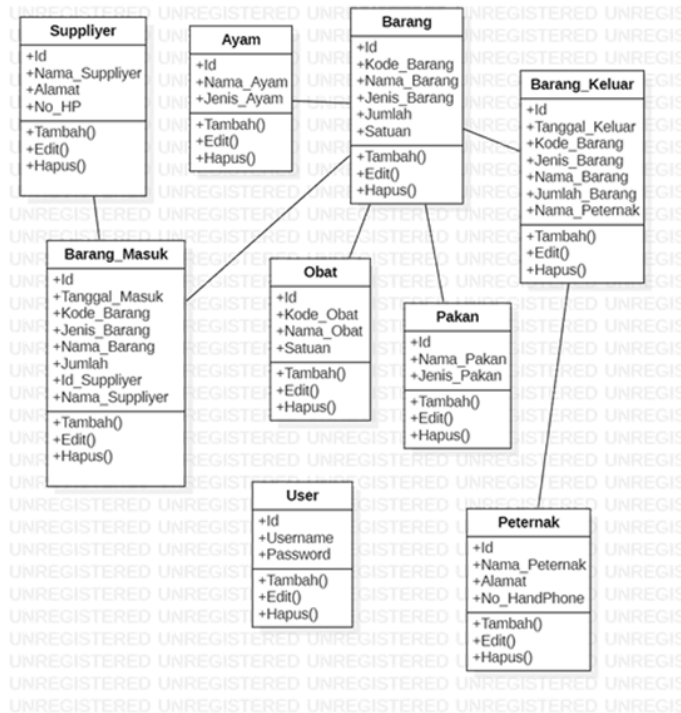 Suppliyer
+Id
+Nama_Suppliyer
+Alamat
+No_HP
+Tambah()
+Edit()
+Hapus()
Ayam
+Id
+Nama_Ayam
+Jenis_Ayam
+Tambah()
+Edit()
+Hapus()
Barang
+Id
+Kode_Barang
+Nama_Barang
+Jenis_Barang
+Jumlah
+Satuan
+Tambah()
+Edit()
+Hapus()
Barang_Keluar
+Id
+Tanggal_Keluar
+Kode_Barang
+Jenis_Barang
+Nama_Barang
+Jumlah_Barang
+Nama_Peternak
+Tambah()
+Edit()
+Hapus()
Barang_Masuk
+Id
+Tanggal_Masuk
+Kode_Barang
+Jenis_Barang
+Nama_Barang
+Jumlah
+Id_Suppliyer
+Nama_Suppliyer
+Tambah()
+Edit()
+Hapus()
Obat
+Id
+Kode_Obat
+Nama_Obat
+Satuan
+Tambah()
+Edit()
+Hapus()
Pakan
+Id
+Nama_Pakan
+Jenis_Pakan
+Tambah()
+Edit()
+Hapus()
User
+Id
+Username
+Password
+Tambah()
+Edit()
+Hapus()
Peternak
+Id
+Nama_Peternak
+Alamat
+No_HandPhone
+Tambah()
+Edit()
+Hapus()
UNREGISTERED